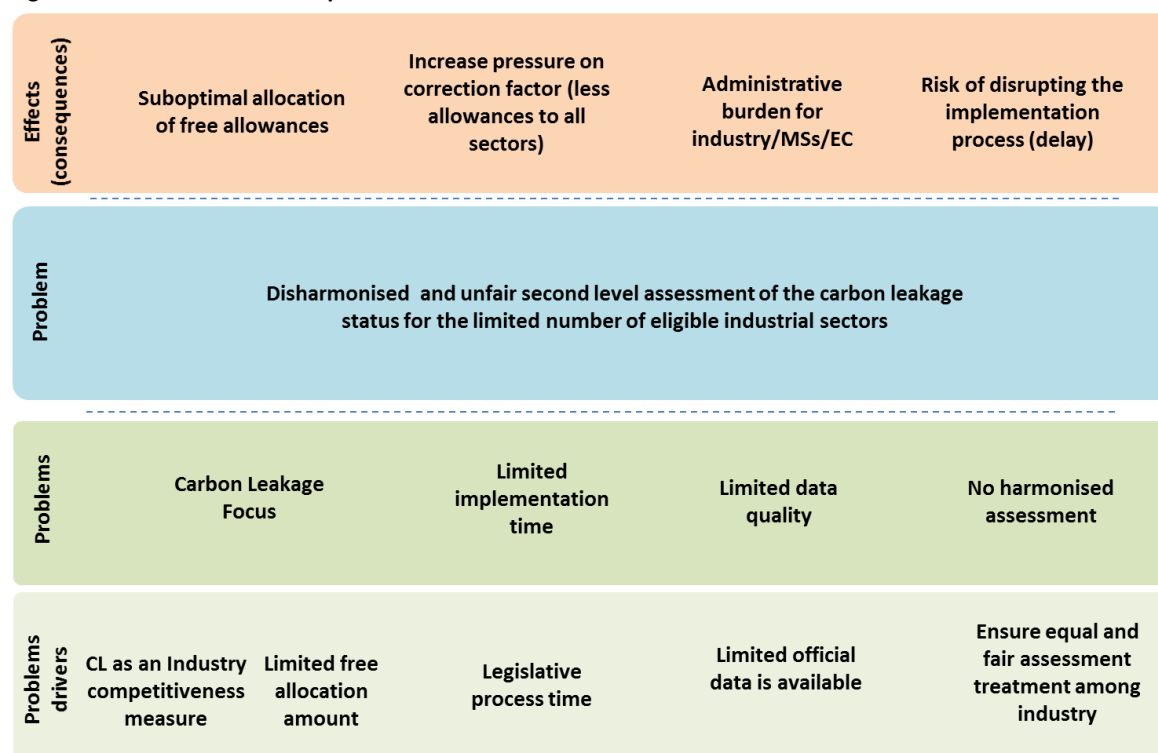 Effects
(consequences)
Suboptimal allocation
of free allowances
Increase pressure on
correction factor (less
allowances to all
sectors)
Administrative
burden for
industry/MSs/EC
Risk of disrupting the
implementation
process (delay)
Problem
Disharmonised  and unfair second level assessment of the carbon leakage
status for the limited number of eligible industrial sectors
Problems
Carbon Leakage
Focus
Limited
implementation
time
Limited data
quality
No harmonised
assessment
Problems
drivers
CL as an Industry
competitiveness
measure
Limited free
allocation
amount
Legislative
process time
Limited official
data is available
Ensure equal and
fair assessment
treatment among
industry